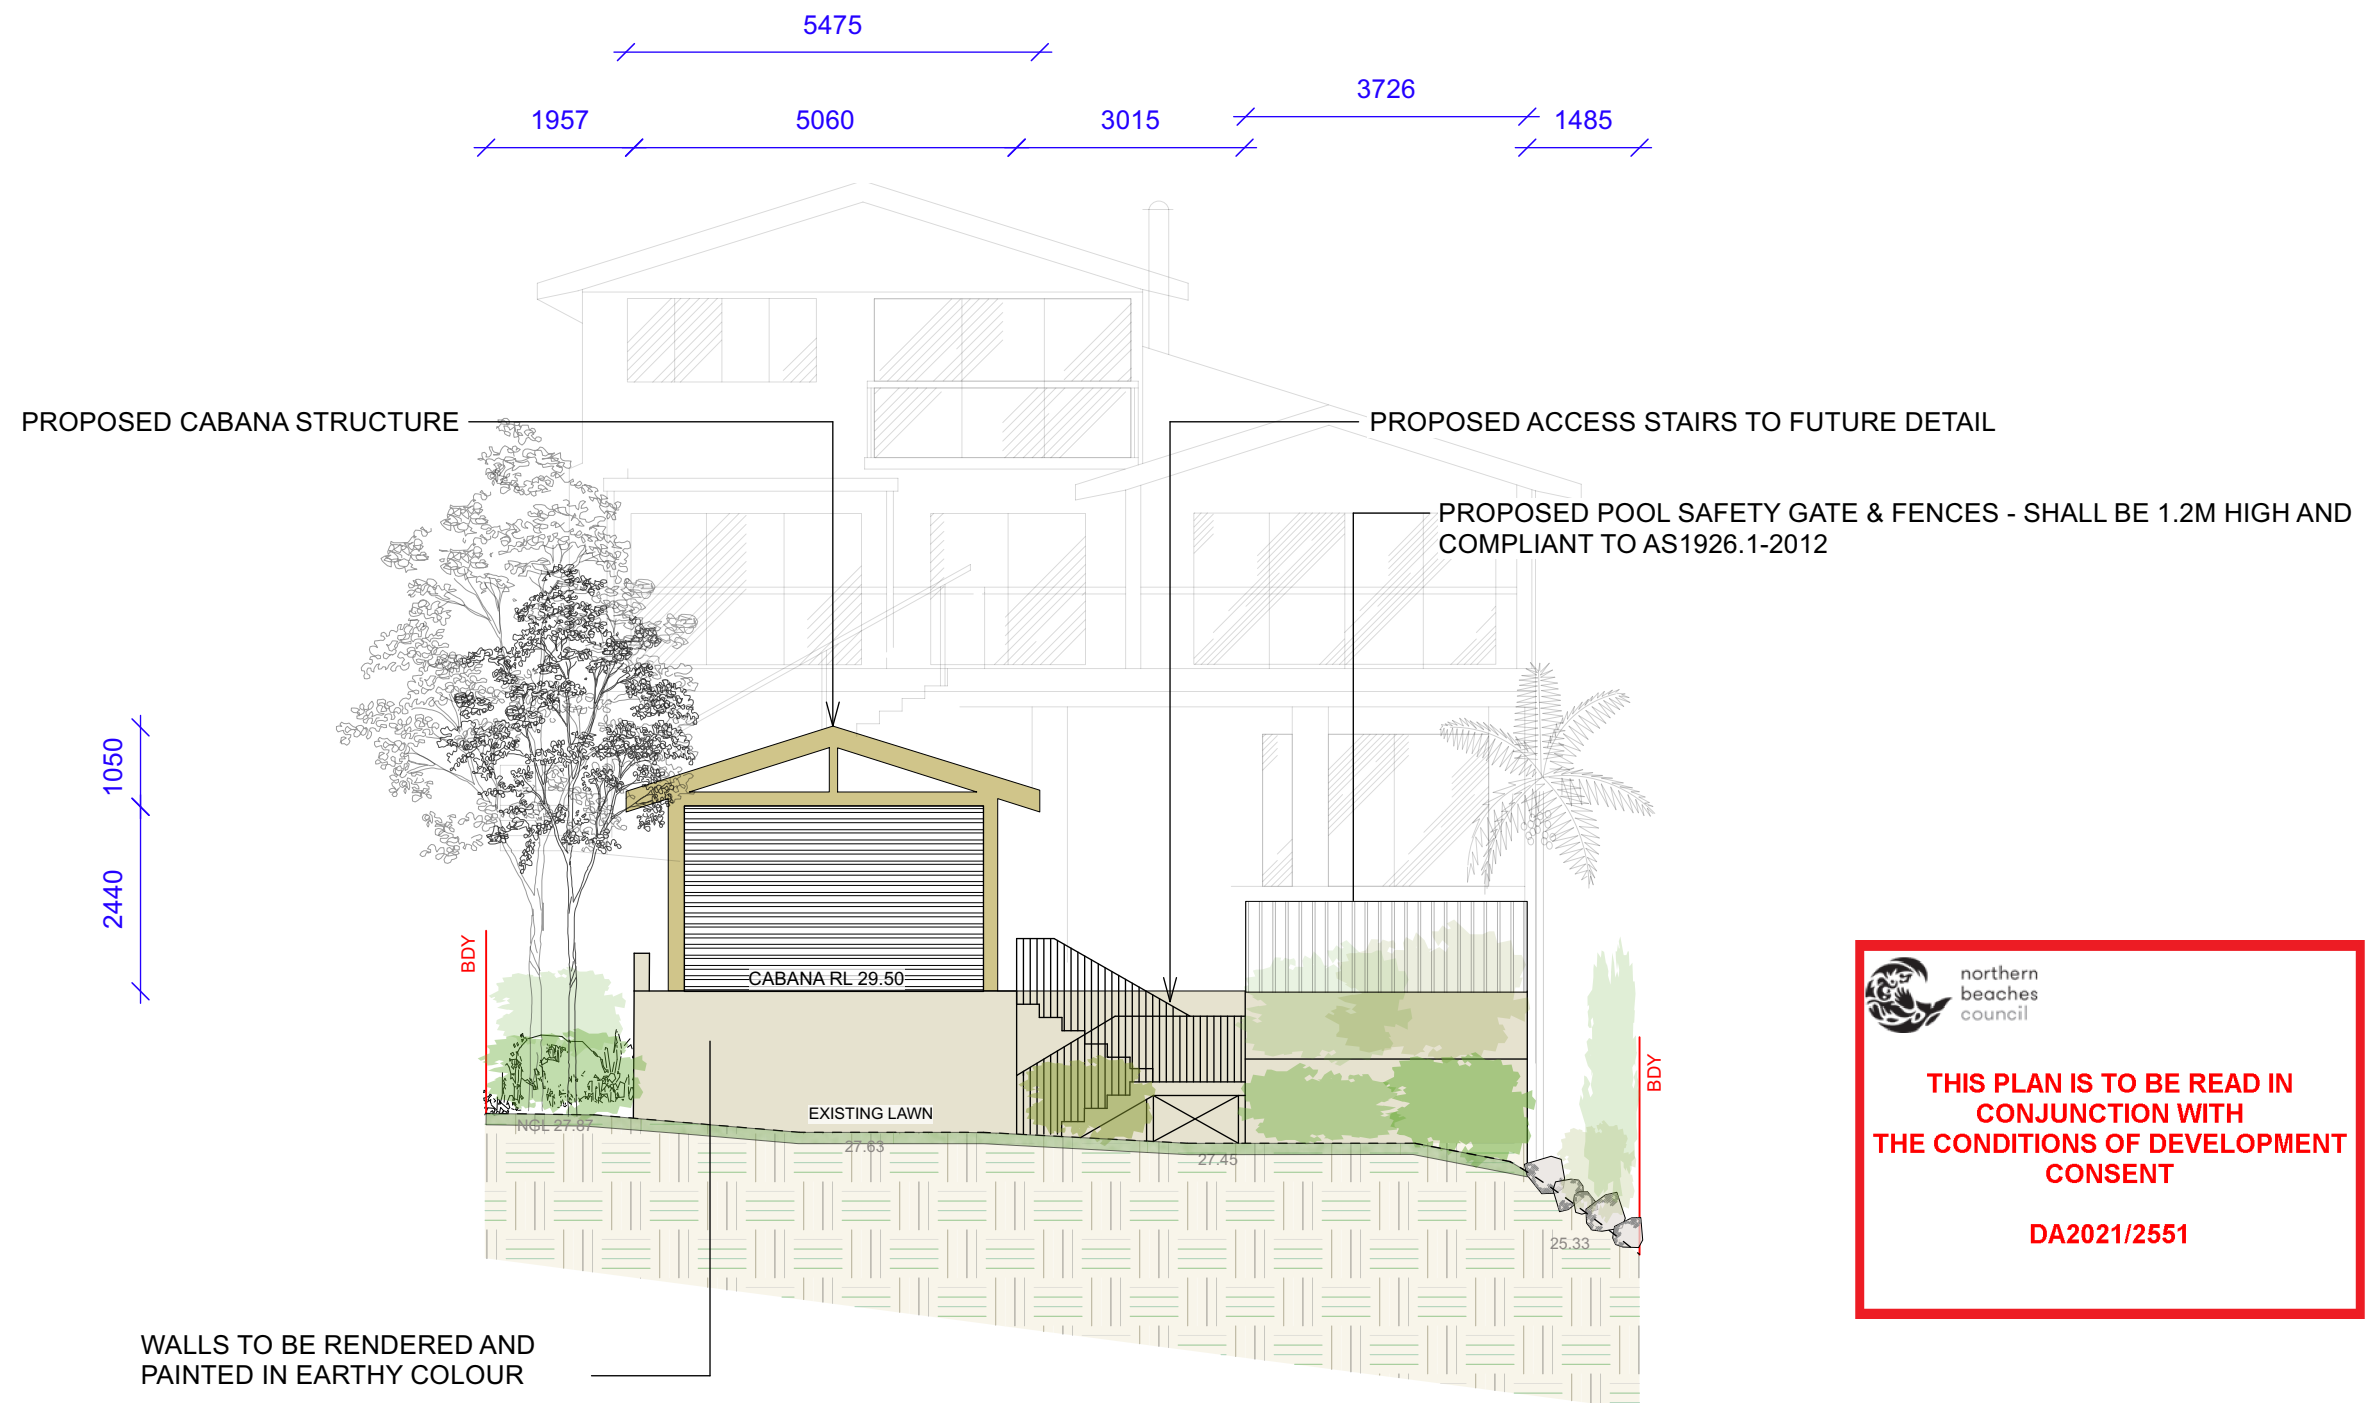 5475
3726
1957
5060
3015
1485
PROPOSED CABANA STRUCTURE
PROPOSED ACCESS STAIRS TO FUTURE DETAIL
PROPOSED POOL SAFETY GATE & FENCES - SHALL BE 1.2M HIGH AND
COMPLIANT TO AS1926.1-2012
1050
2440
BDY
CABANA RL 29.50
northern
beaches
council
BDY
THIS PLAN IS TO BE READ IN
CONJUNCTION WITH
THE CONDITIONS OF DEVELOPMENT
CONSENT
DA2021/2551
EXISTING LAWN
NGL 27.87
27.63
27.45
25.33
WALLS TO BE RENDERED AND
PAINTED IN EARTHY COLOUR